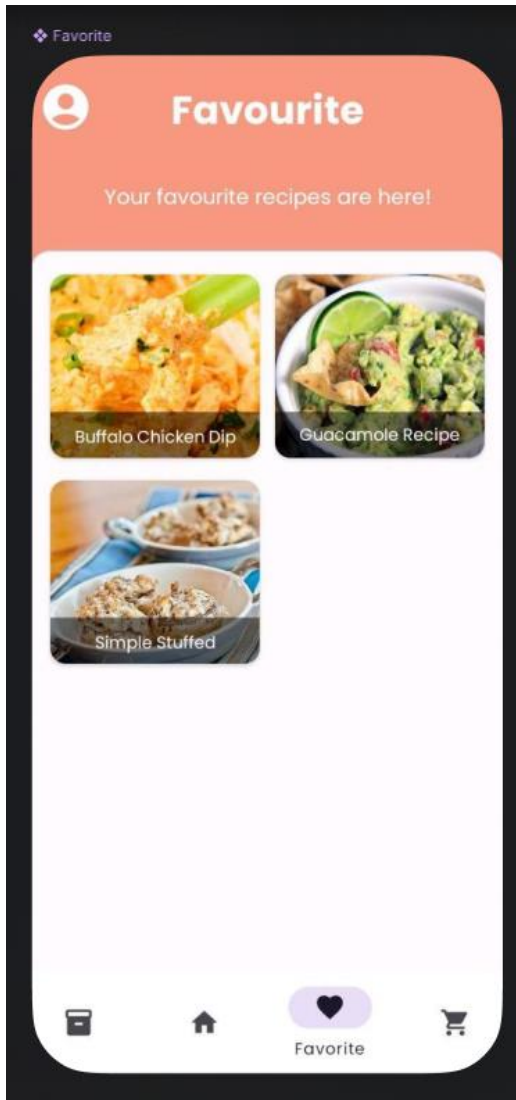 Favorite
Favourite
Your favourite recipes are here!
Buffalo Chicken Dip
Guacamole Recipe
Simple Stuffed
Favorite